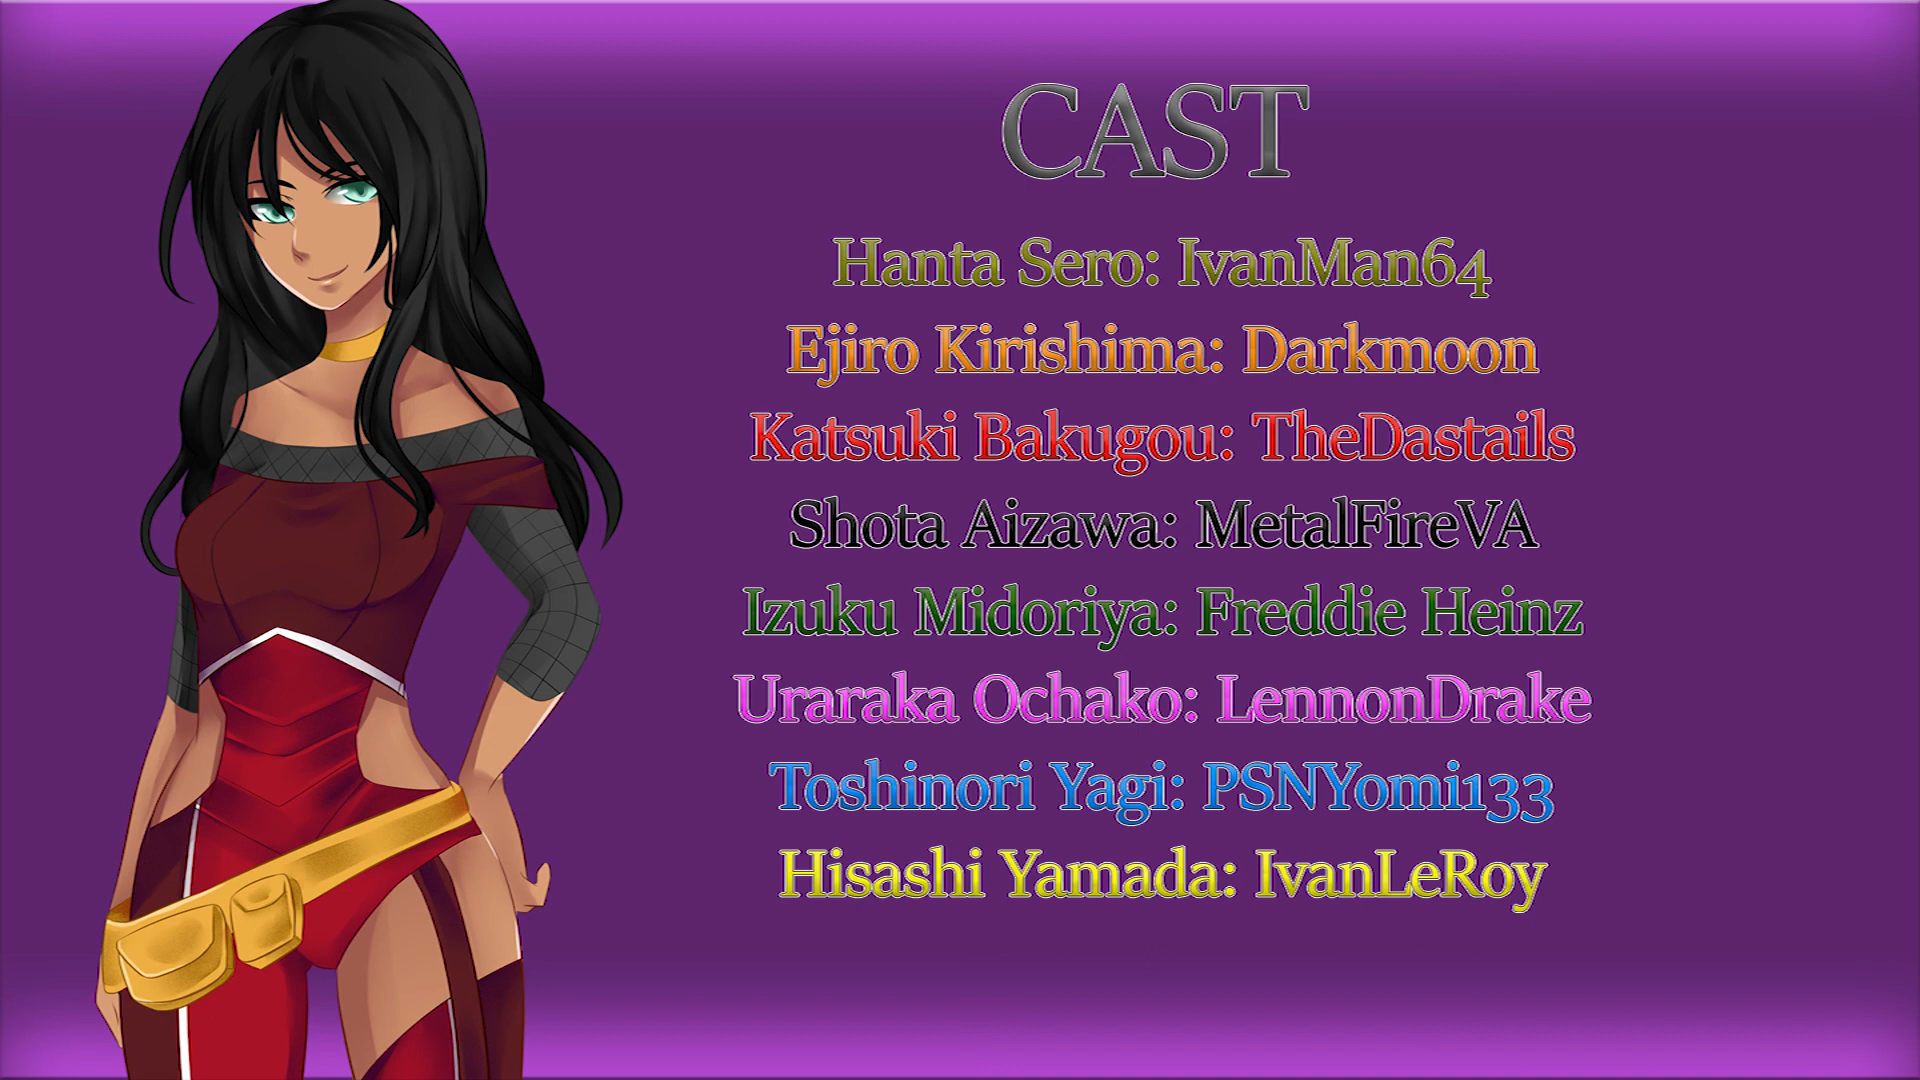 CAST
Hanta Sero: IvanMan64
Ejiro Kirishima: Darkmoon
Katsuki Bakugou: TheDastails
Shota Aizawa: MetalFireVA
Izuku Midoriya: Freddie Heinz
Uraraka Ochako: LennonDrake
Toshinori Yagi: PSNYomi133
Hisashi Yamada: IvanLeRoy